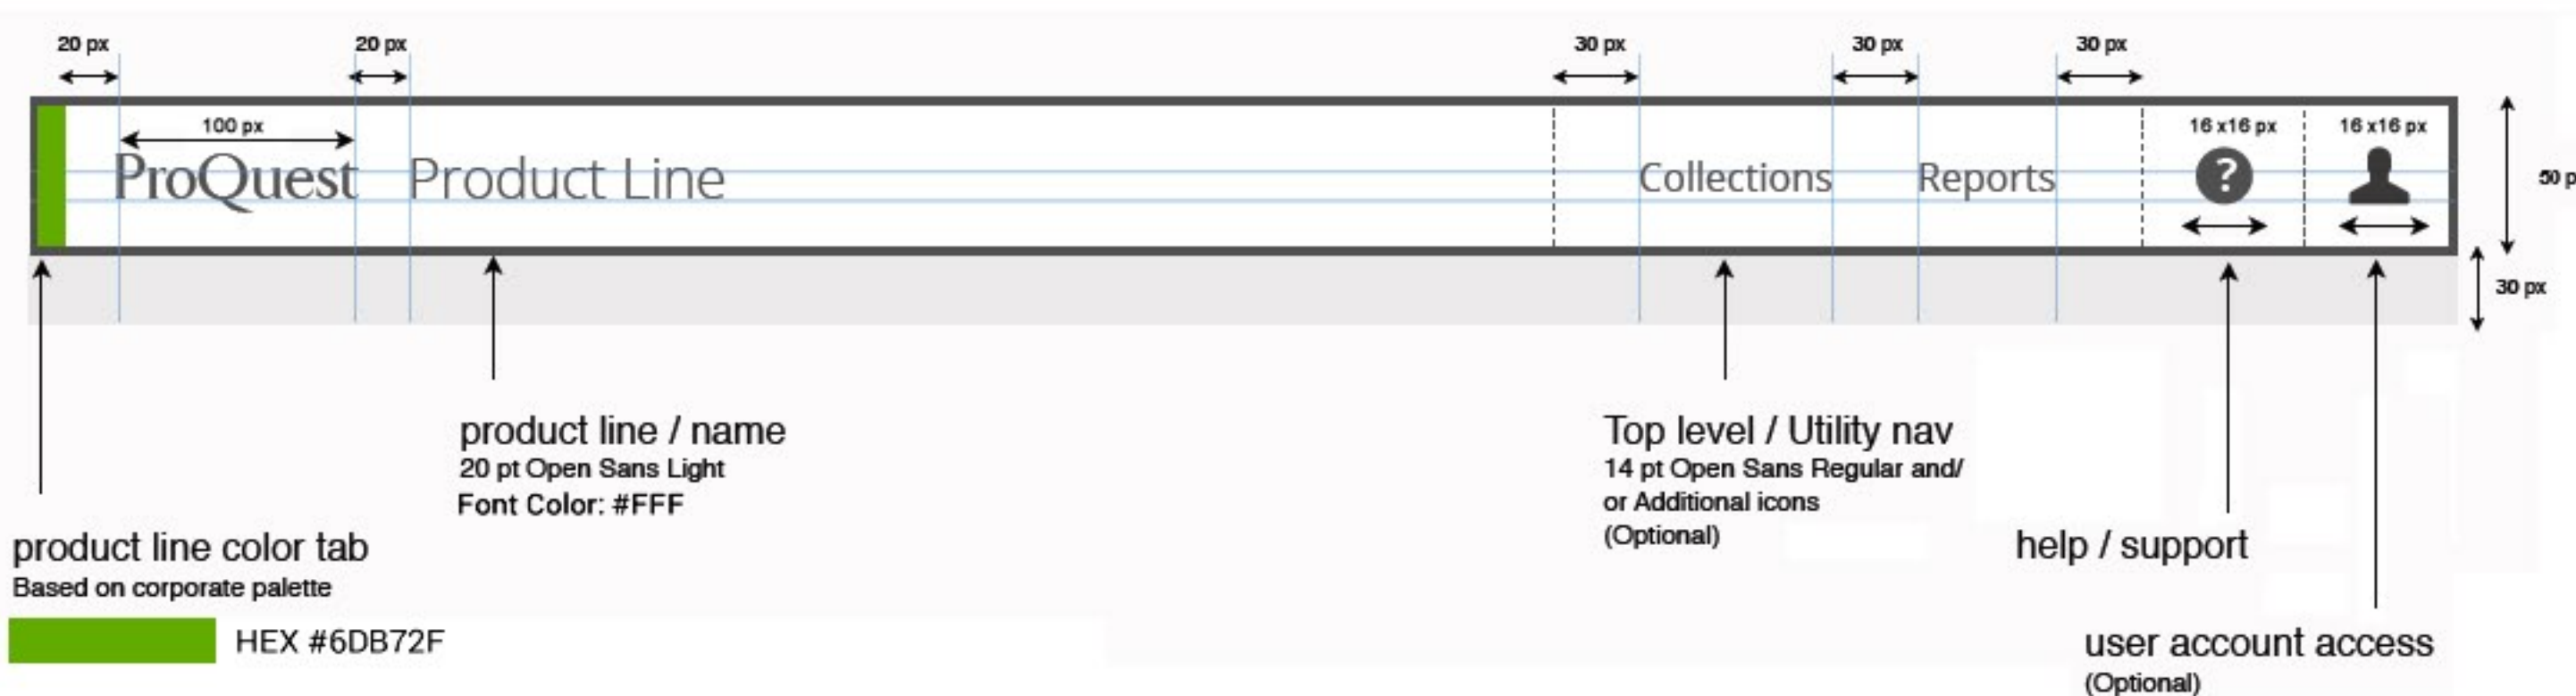 20 px
20 px
30 px
30 px
30 px
100 px
16 x16 px
16 x16 px
ProQuest
Product Line
Collections
Reports
?
50 p
30 px
product line / name
20 pt Open Sans Light
Font Color: #FFF
Top level / Utility nav
14 pt Open Sans Regular and/
or Additional icons
(Optional)
product line color tab
Based on corporate palette
HEX #6DB72F
help / support
user account access
(Optional)